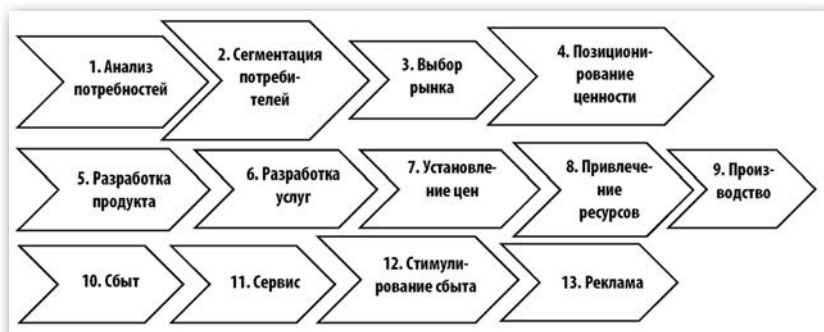 1. Анализ
потребностей
2. Сегментация
потреби-
телей
3. Выбор
рынка
4. Позициони-
рование
ценности
5. Разработка
продукта
6. Разработка
услуг
7. Установле-
ние цен
8. Привлече-
ние
ресурсов
9. Произ-
водство
10. Сбыт
11. Сервис
12. Стимули-
рование сбыта
13. Реклама